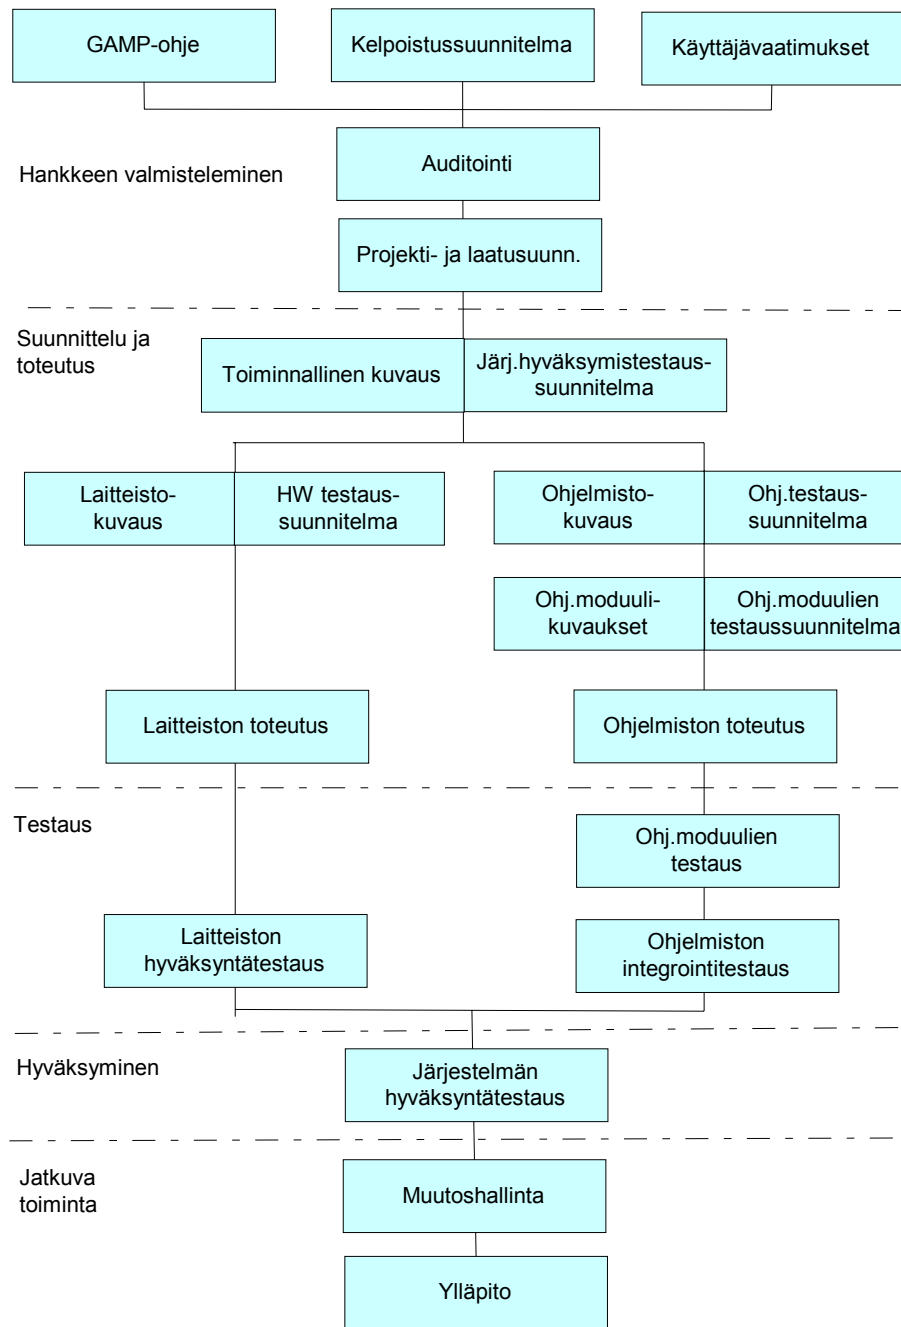 GAMP-ohje
Kelpoistussuunnitelma
Käyttäjävaatimukset
Hankkeen valmisteleminen
Auditointi
Projekti- ja laatusuunn.
Suunnittelu ja
toteutus
Toiminnallinen kuvaus
Järj.hyväksymistestaus-
suunnitelma
Laitteisto-
kuvaus
HW testaus-
suunnitelma
Ohjelmisto-
kuvaus
Ohj.testaus-
suunnitelma
Ohj.moduuli-
kuvaukset
Ohj.moduulien
testaussuunnitelma
Laitteiston toteutus
Ohjelmiston toteutus
Testaus
Ohj.moduulien
testaus
Laitteiston
hyväksyntätestaus
Ohjelmiston
integrointitestaus
Hyväksyminen
Järjestelmän
hyväksyntätestaus
Jatkuva
toiminta
Muutoshallinta
Ylläpito